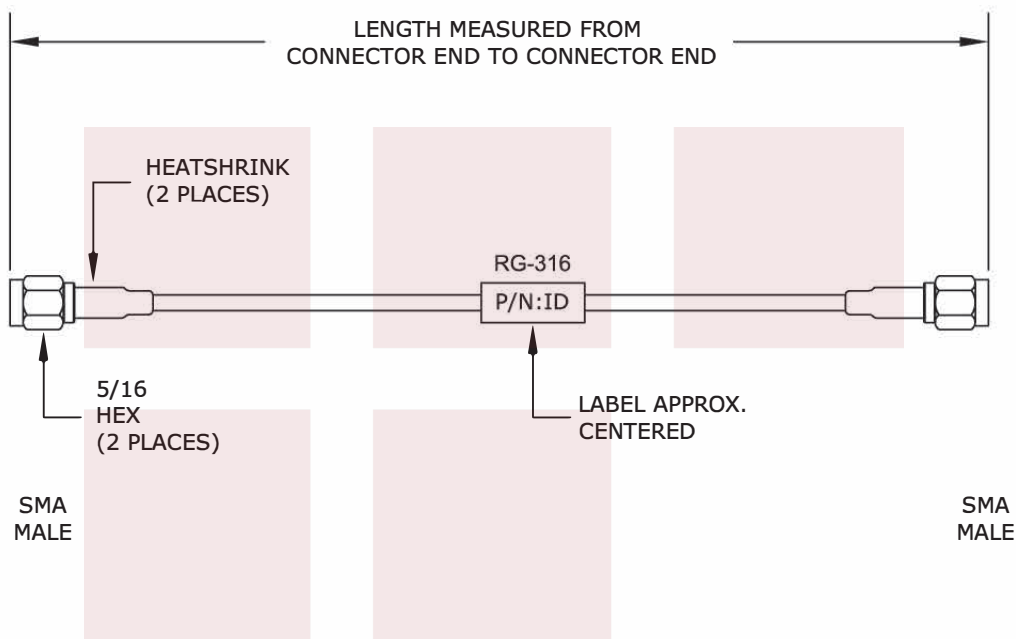 LENGTH MEASURED FROM
CONNECTOR END TO CONNECTOR END
HEATSHRINK
(2 PLACES)
RG-316
P/N:ID
5/16
HEX
(2 PLACES)
LABEL APPROX.
CENTERED
SMA
MALE
SMA
MALE